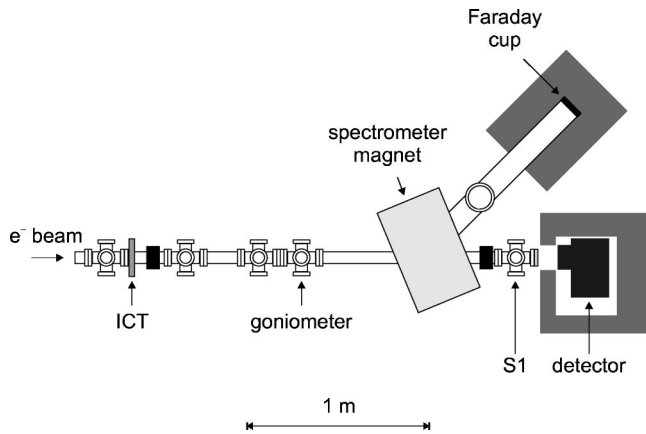 Faraday
cup
spectrometer
magnet
e⁻ beam
ICT
goniometer
S1
detector
1 m